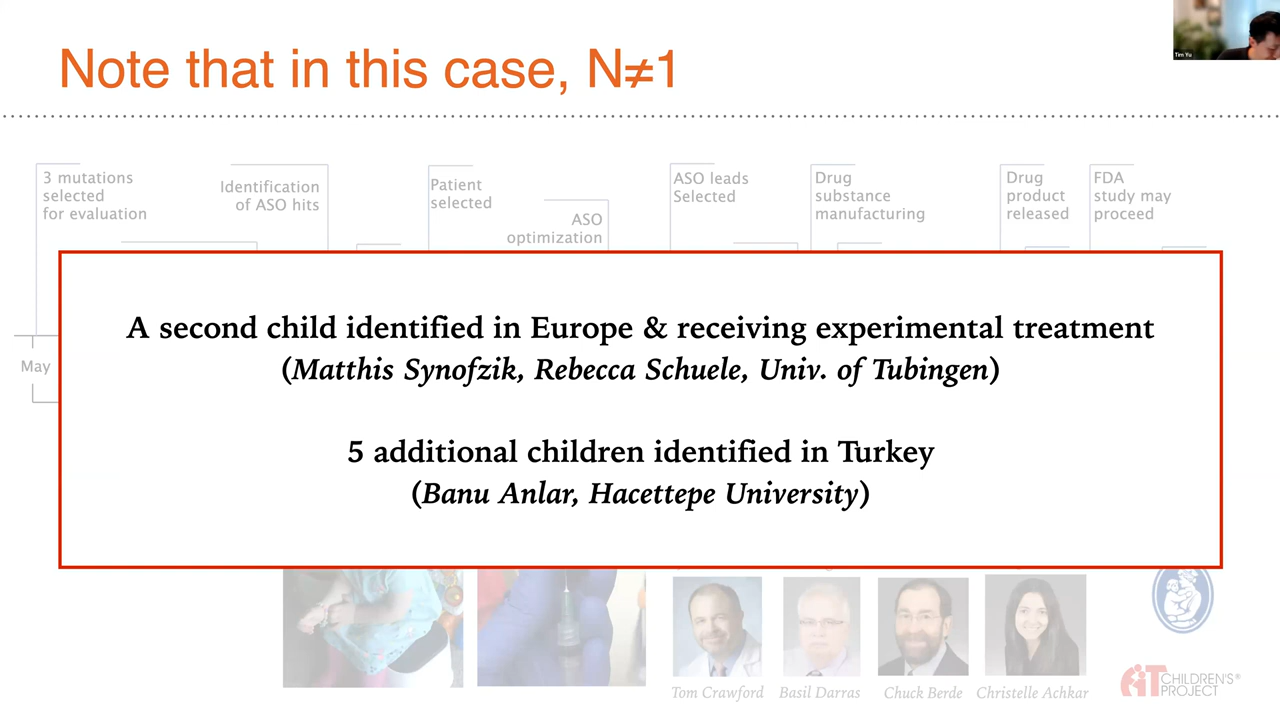 Note that in this case, N≠1
Tim Yu
3 mutations
selected
for evaluation
Identification
of ASO hits
Patient
selected
ASO
optimization
ASO leads
Selected
Drug
substance
manufacturing
Drug
product
released
FDA
study may
proceed
May
A second child identified in Europe & receiving experimental treatment
(Matthis Synofzik, Rebecca Schuele, Univ. of Tubingen)
5 additional children identified in Turkey
(Banu Anlar, Hacettepe University)
Tom Crawford
Basil Darras
Chuck Berde
Christelle Achkar
AT CHILDREN'S®
PROJECT